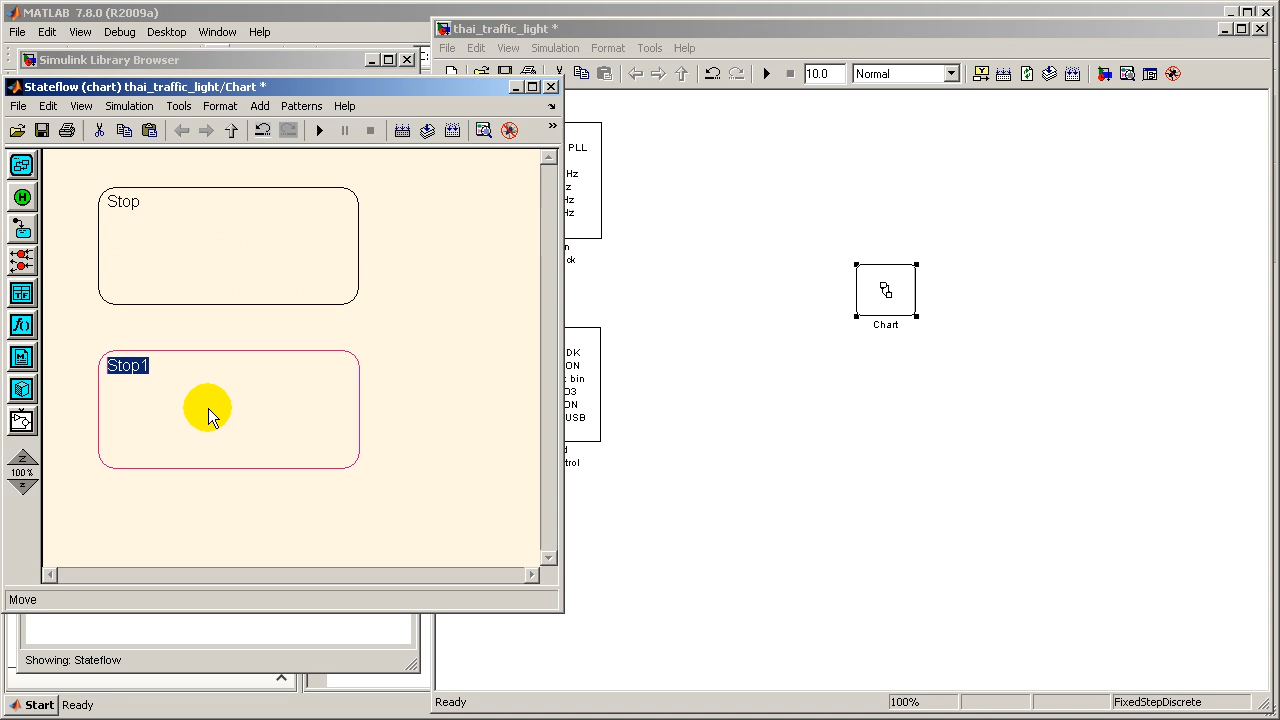 MATLAB 7.8.0 (R2009a)
File Edit View Debug Desktop Window Help
thai_traffic_light *
File Edit View Simulation Format Tools Help
10.0 Normal
Simulink Library Browser
Stateflow (chart) thai_traffic_light/Chart *
File Edit View Simulation Tools Format Add Patterns Help
Stop
Stop1
100%
Move
PLL
Hz
z
Hz
Hz
n
ck
DK
ON
: bin
O3
ON
USB
d
trol
Chart
Showing: Stateflow
Start Ready
Ready 100% FixedStepDiscrete